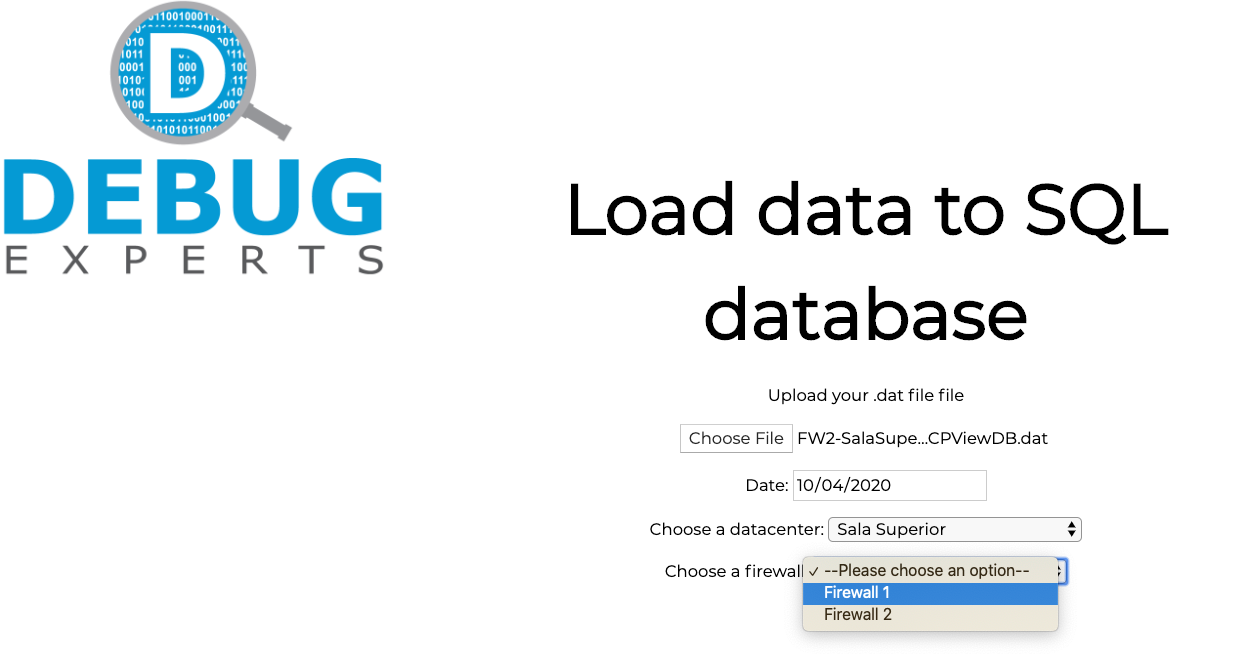 D
DEBUG
EXPERTS
Load data to SQL
database
Upload your .dat file file
Choose File FW2-SalaSupe...CPViewDB.dat
Date: 10/04/2020
Choose a datacenter: Sala Superior
Choose a firewall
✓ --Please choose an option--
Firewall 1
Firewall 2